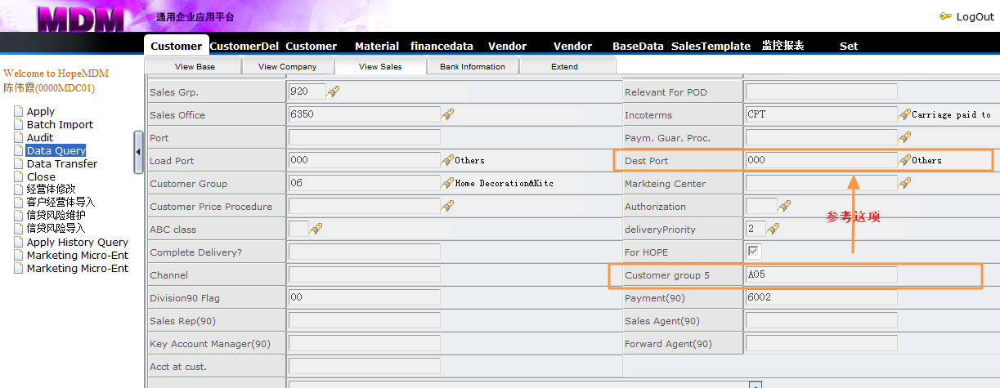 MDM 通用企业应用平台 LogOut
Customer CustomerDel Customer Material financedata Vendor Vendor BaseData SalesTemplate 监控报表 Set
View Base View Company View Sales Bank Information Extend
Welcome to HopeMDM
陈伟霞(0000MDC01)
Apply
Batch Import
Audit
Data Query
Data Transfer
Close
经营体修改
客户经营体导入
信贷风险维护
信贷风险导入
Apply History Query
Marketing Micro-Ent
Marketing Micro-Ent
Sales Grp. 920 Relevant For POD
Sales Office 6350 Incoterms CPT Carriage paid to
Port Paym. Guar. Proc.
Load Port 000 Others Dest Port 000 Others
Customer Group 06 Home Decoration&Kitc Markteing Center
Customer Price Procedure Authorization
参考这项
ABC class deliveryPriority 2
Complete Delivery? For HOPE
Channel Customer group 5 A05
Division90 Flag 00 Payment(90) 6002
Sales Rep(90) Sales Agent(90)
Key Account Manager(90) Forward Agent(90)
Acct at cust.